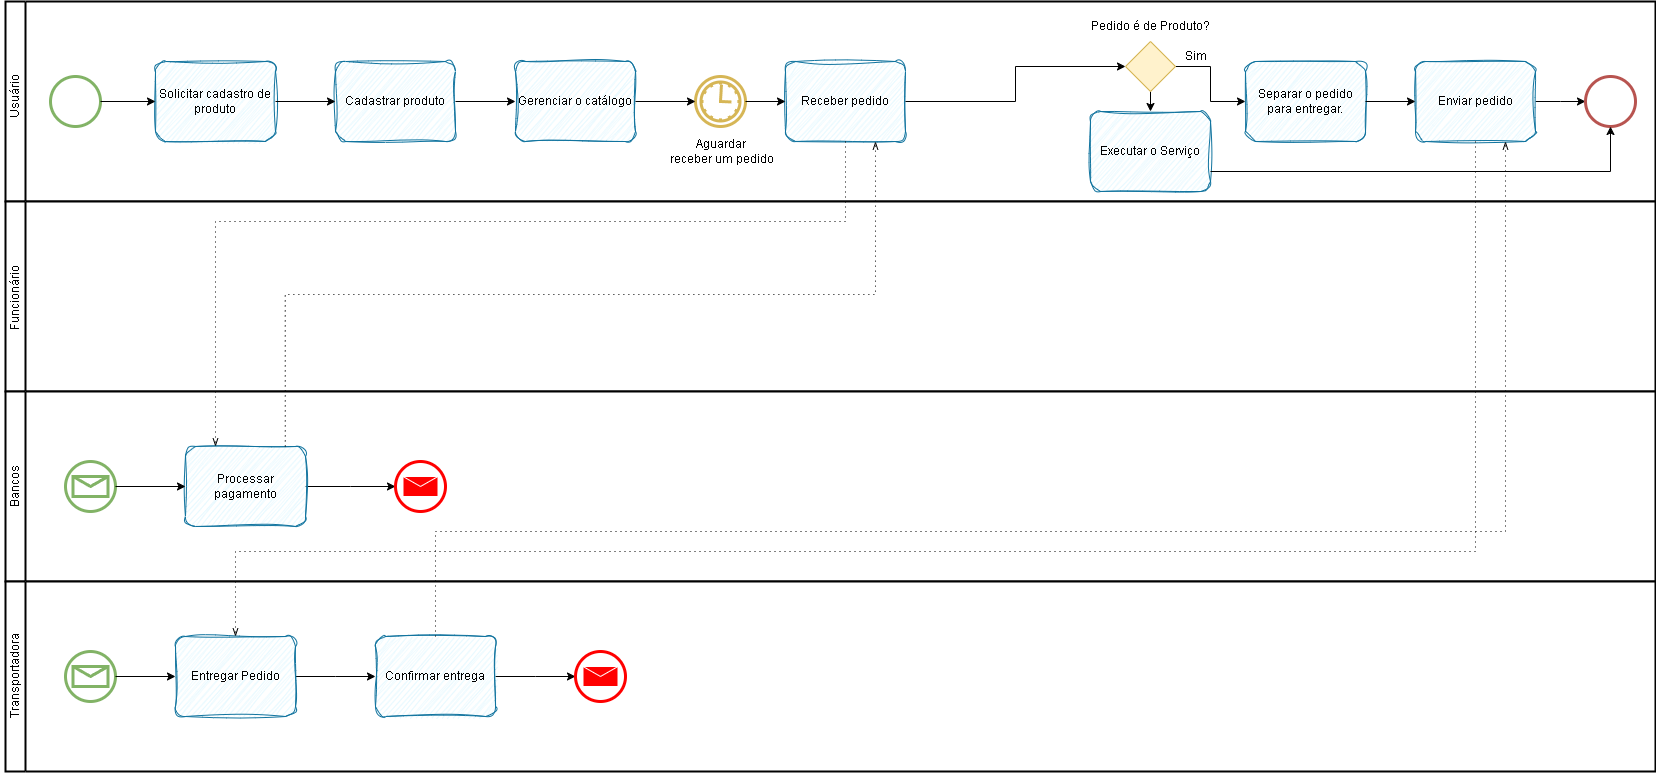 Pedido é de Produto?
Sim
Usuário
Solicitar cadastro de
produto
Cadastrar produto
Gerenciar o catálogo
Aguardar
receber um pedido
Receber pedido
Executar o Serviço
Separar o pedido
para entregar.
Enviar pedido
Funcionário
Bancos
Processar
pagamento
Transportadora
Entregar Pedido
Confirmar entrega